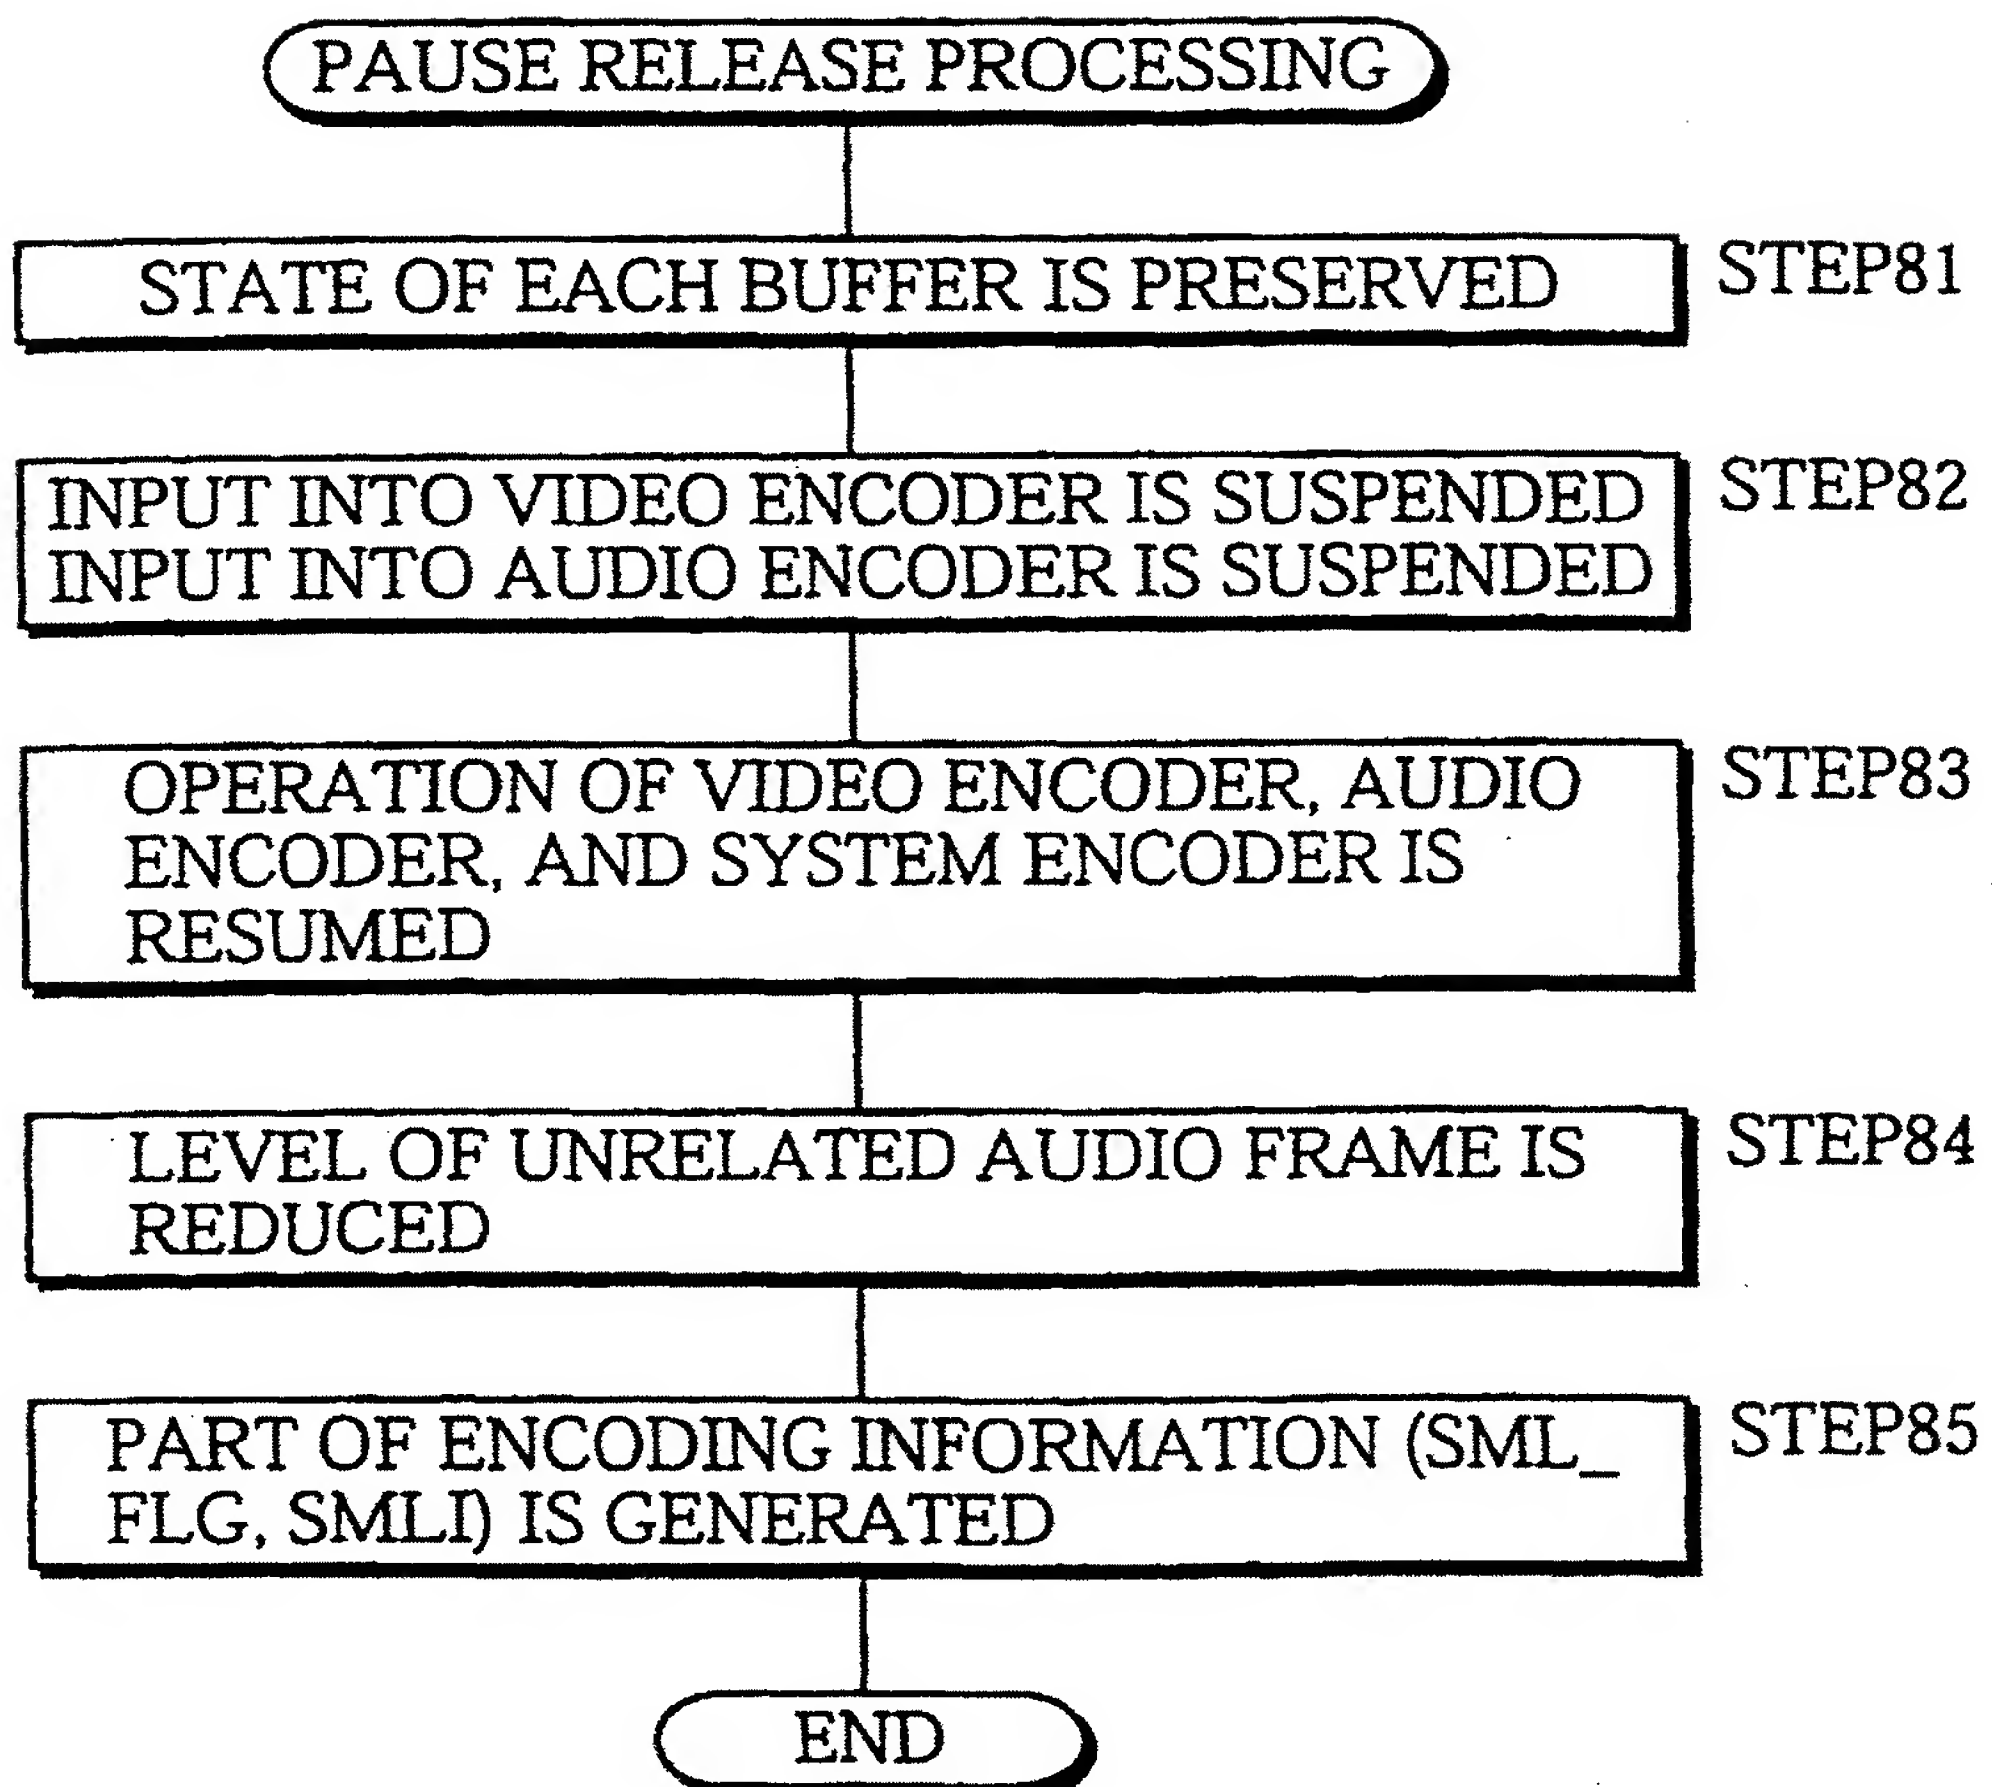 PAUSE RELEASE PROCESSING
STATE OF EACH BUFFER IS PRESERVED
STEP81
INPUT INTO VIDEO ENCODER IS SUSPENDED
INPUT INTO AUDIO ENCODER IS SUSPENDED
STEP82
OPERATION OF VIDEO ENCODER, AUDIO
ENCODER, AND SYSTEM ENCODER IS
RESUMED
STEP83
LEVEL OF UNRELATED AUDIO FRAME IS
REDUCED
STEP84
PART OF ENCODING INFORMATION (SML_
FLG, SMLI) IS GENERATED
STEP85
END